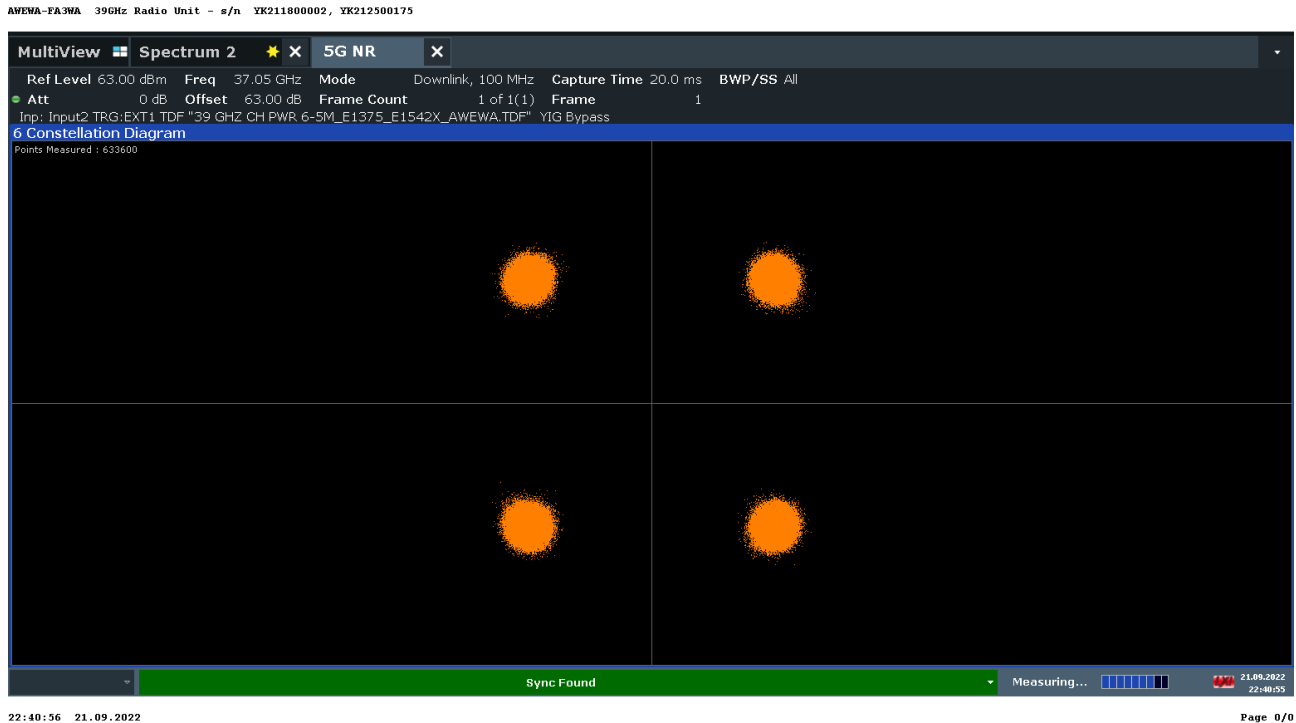 AWEWA-FA3WA 39GHz Radio Unit - s/n YK211800002, YK212500175
MultiView Spectrum 2 5G NR
Ref Level 63.00 dBm Freq 37.05 GHz Mode Downlink, 100 MHz Capture Time 20.0 ms BWP/SS All
Att 0 dB Offset 63.00 dB Frame Count 1 of 1(1) Frame 1
Inp: Input2 TRG:EXT1 TDF "39 GHZ CH PWR 6-5M_E1375_E1542X_AWEWA.TDF" YIG Bypass
6 Constellation Diagram
Points Measured : 633600
Sync Found Measuring... 21.09.2022
22:40:55
22:40:56 21.09.2022 Page 0/0